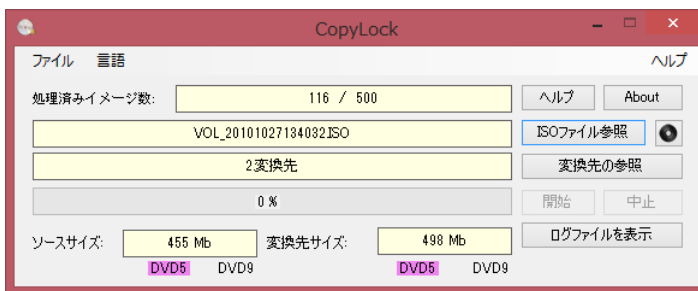 CopyLock
ファイル 言語 ヘルプ
処理済みイメージ数: 116 / 500 ヘルプ About
VOL_20101027134032.ISO ISOファイル参照
2変換先 変換先の参照
0 % 開始 中止
ソースサイズ: 455 Mb 変換先サイズ: 498 Mb ログファイルを表示
DVD5 DVD9 DVD5 DVD9